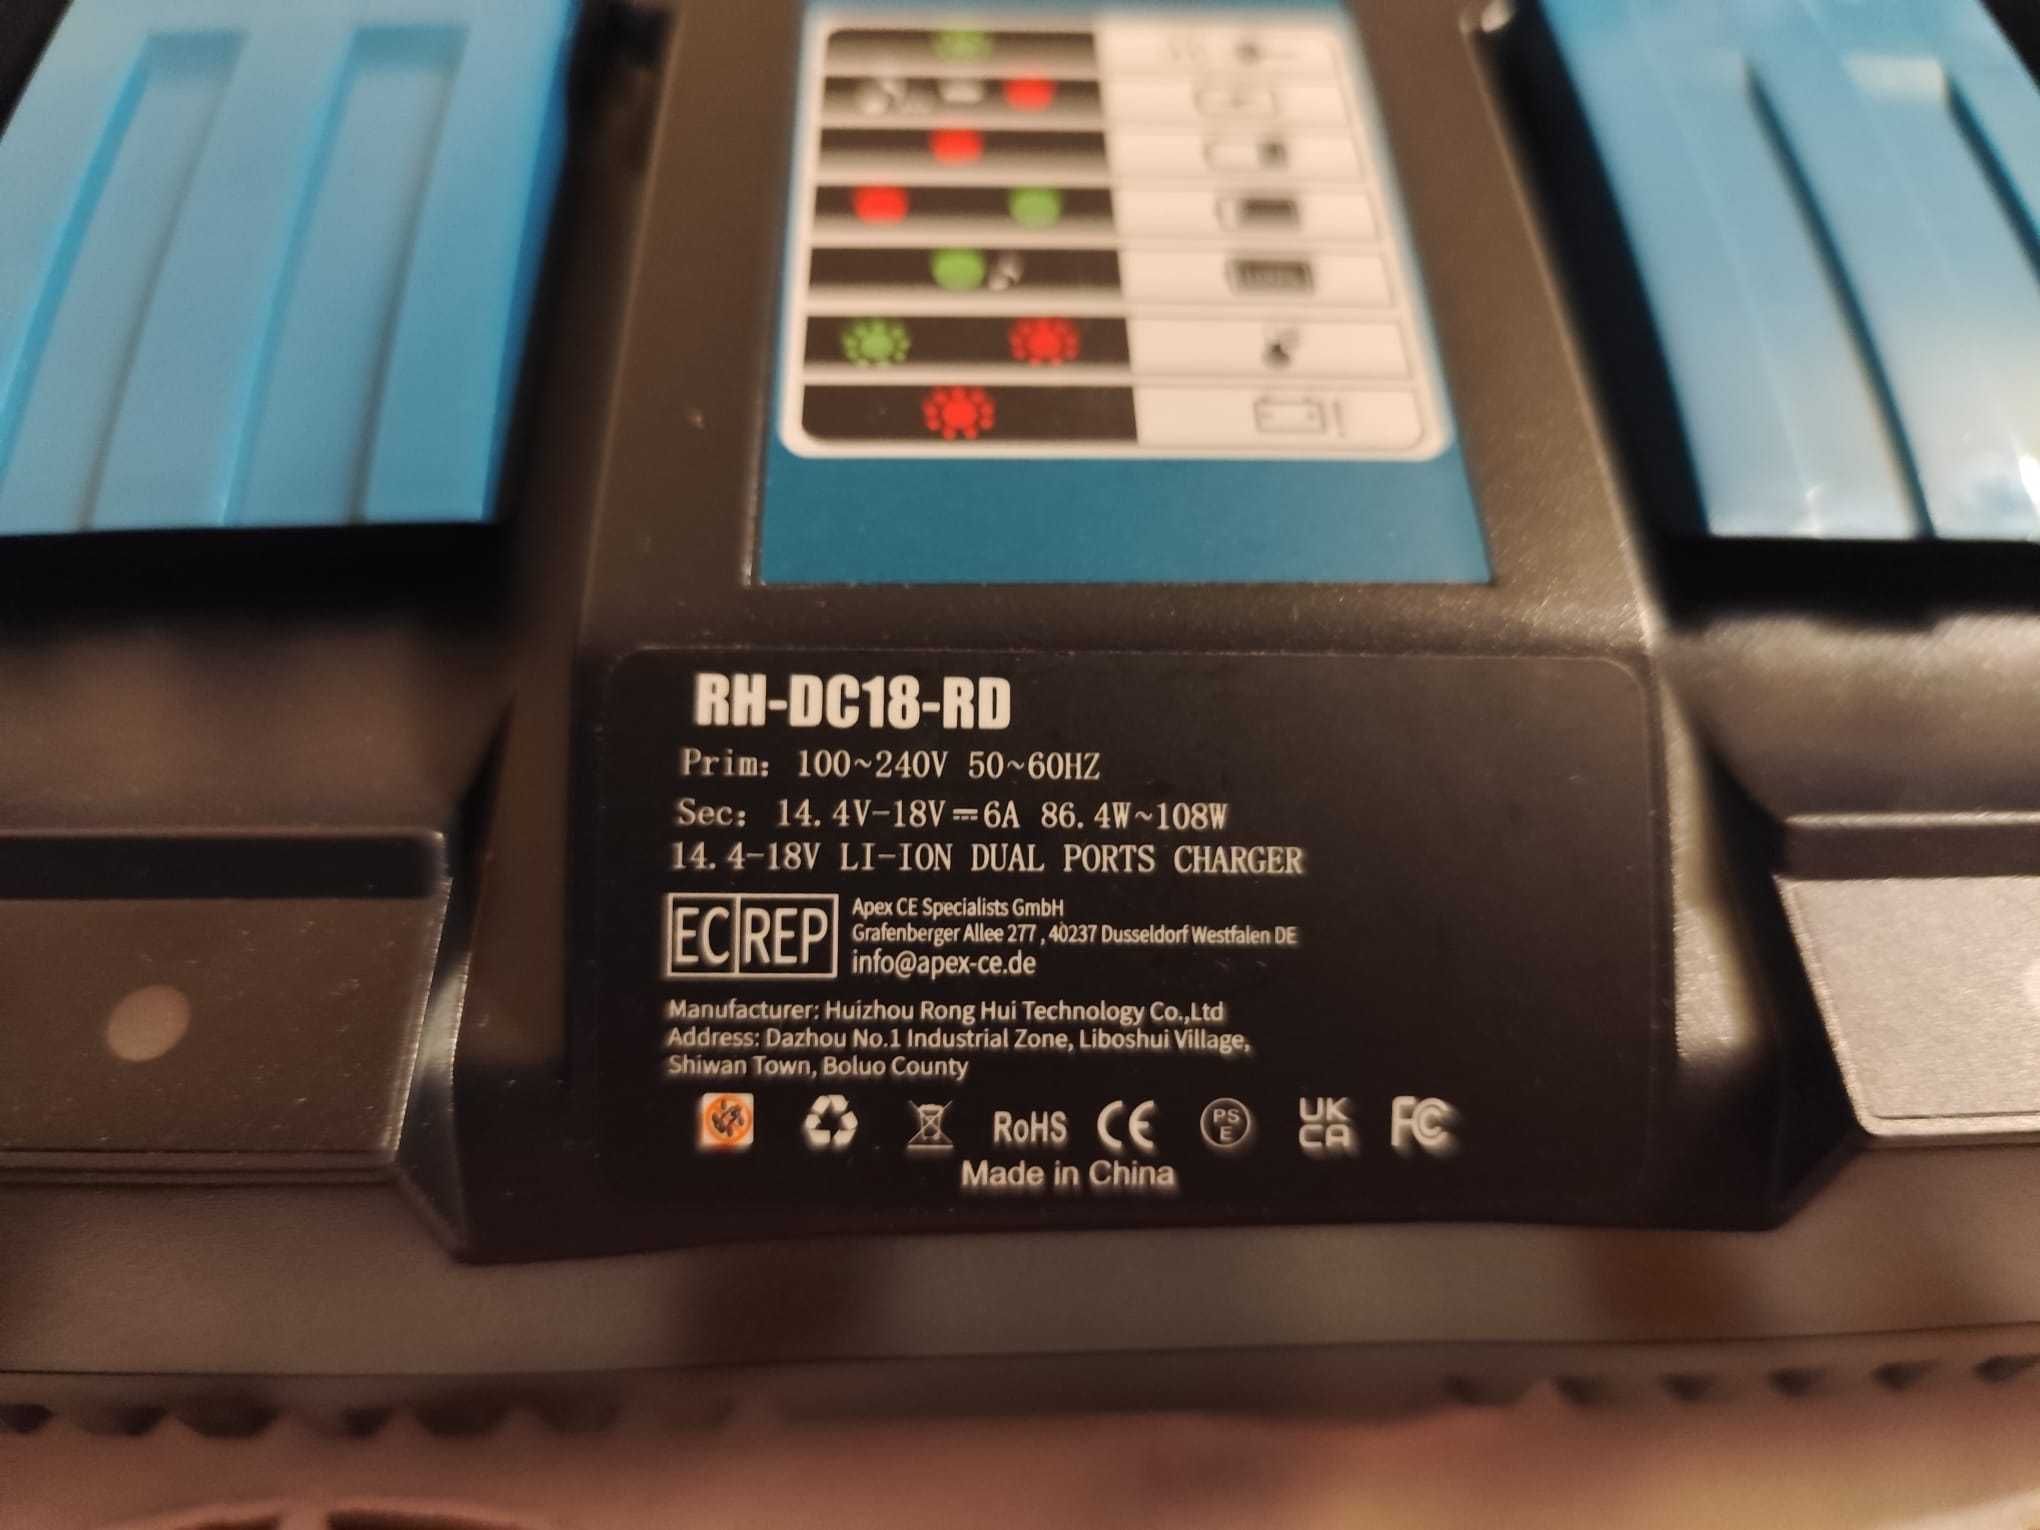 RH-DC18-RD
Prim: 100~240V 50~60HZ
Sec: 14.4V-18V⎓6A 86.4W~108W
14.4-18V LI-ION DUAL PORTS CHARGER
EC REP
Apex CE Specialists GmbH
Grafenberger Allee 277 , 40237 Dusseldorf Westfalen DE
info@apex-ce.de
Manufacturer: Huizhou Rong Hui Technology Co.,Ltd
Address: Dazhou No.1 Industrial Zone, Liboshui Village,
Shiwan Town, Boluo County
RoHS CE PS E UK CA FC
Made in China